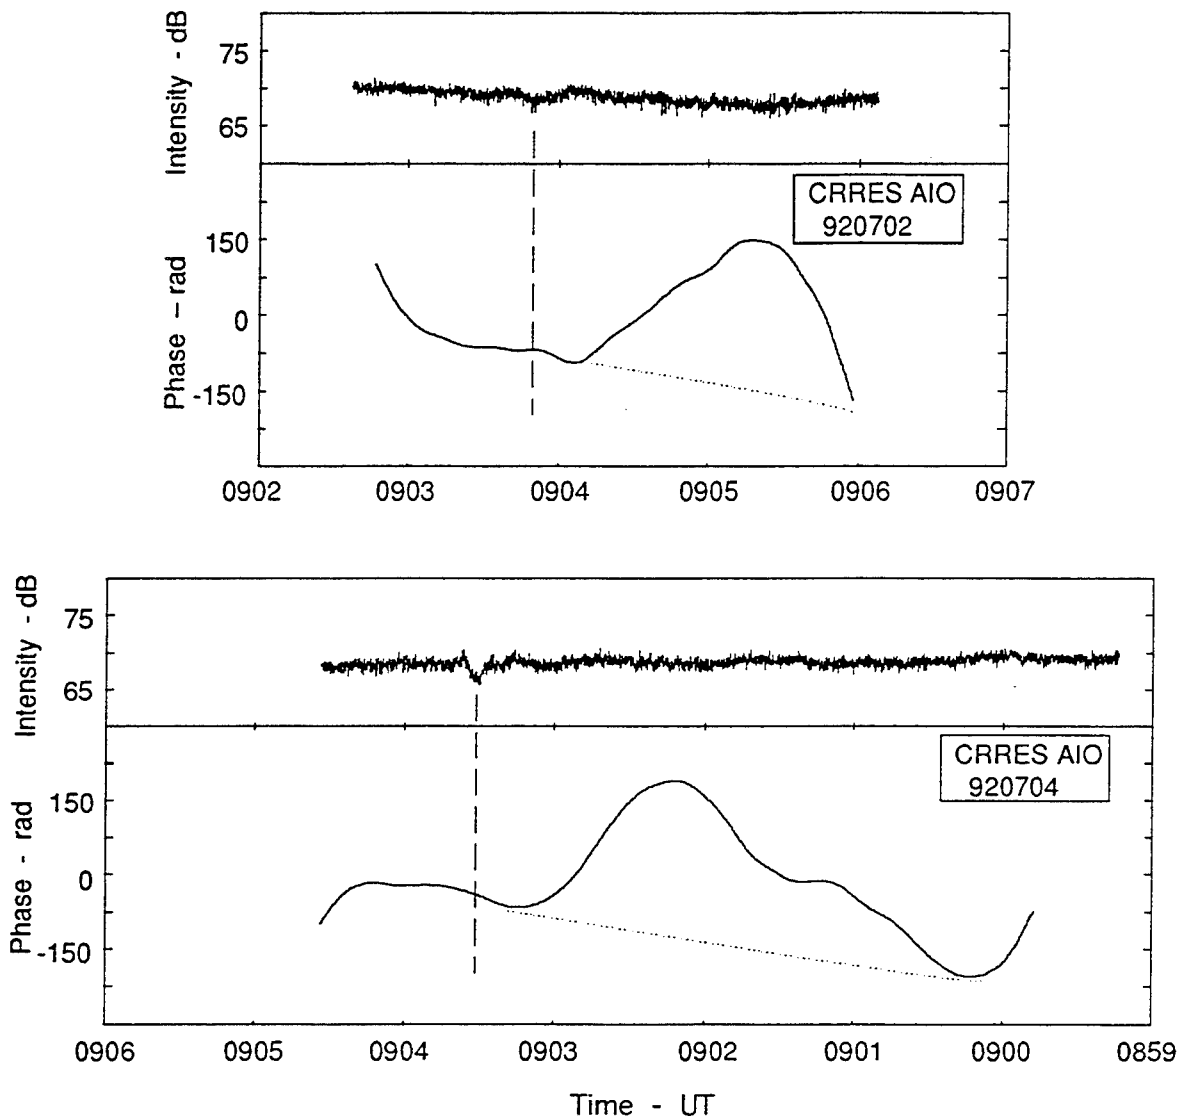 Intensity - dB
75
65
Phase – rad
150
0
-150
CRRES AIO
920702
0902 0903 0904 0905 0906 0907
Intensity - dB
75
65
Phase - rad
150
0
-150
CRRES AIO
920704
0906 0905 0904 0903 0902 0901 0900 0859
Time - UT